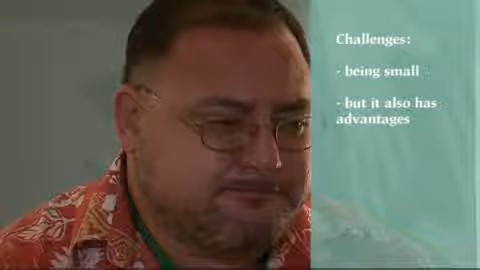 Challenges:
- being small
- but it also has
advantages